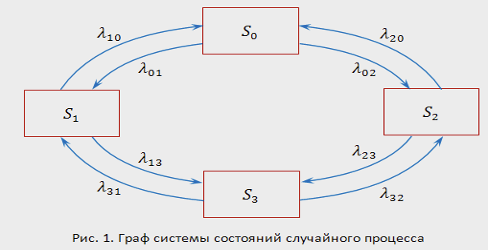 λ₁₀ S₀ λ₂₀
λ₀₁ λ₀₂
S₁ S₂
λ₁₃ λ₂₃
λ₃₁ S₃ λ₃₂
Рис. 1. Граф системы состояний случайного процесса